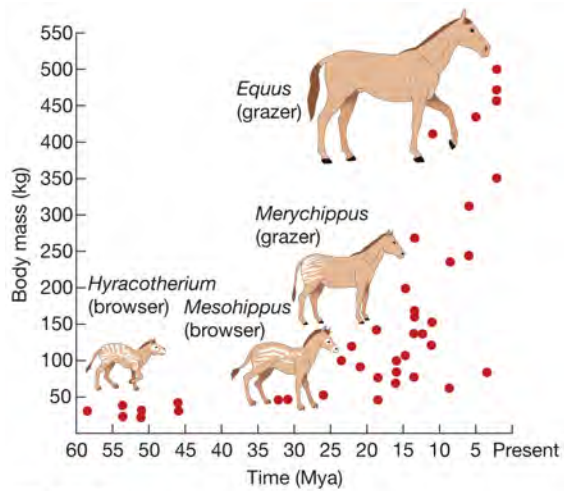 550
500
450
400
350
300
250
200
150
100
50
Body mass (kg)
Equus
(grazer)
Merychippus
(grazer)
Hyracotherium
(browser)
Mesohippus
(browser)
60 55 50 45 40 35 30 25 20 15 10 5 Present
Time (Mya)